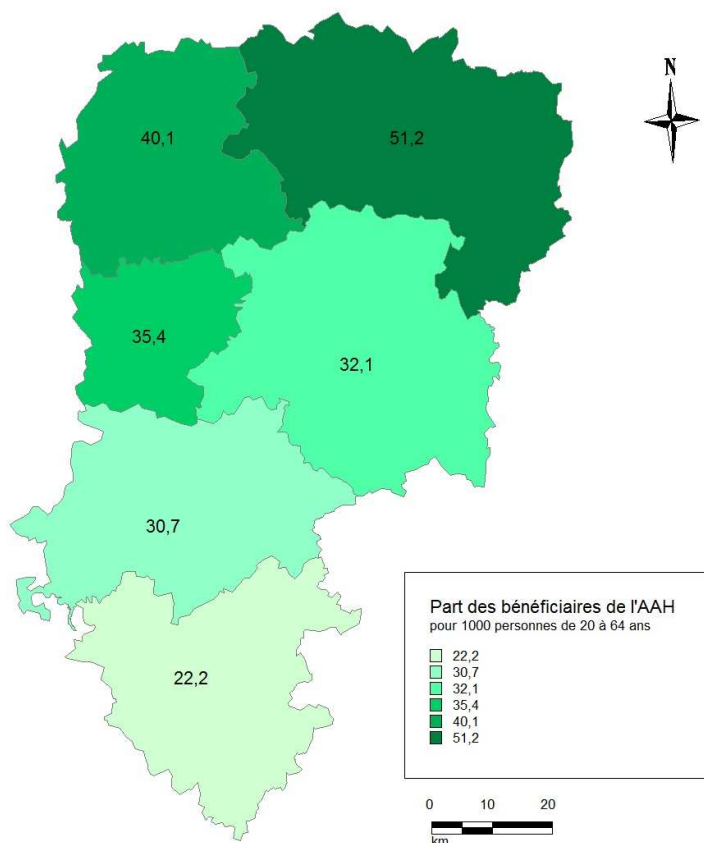 N
40,1
51,2
35,4
32,1
30,7
22,2
Part des bénéficiaires de l'AAH
pour 1000 personnes de 20 à 64 ans
22,2
30,7
32,1
35,4
40,1
51,2
0 10 20
km